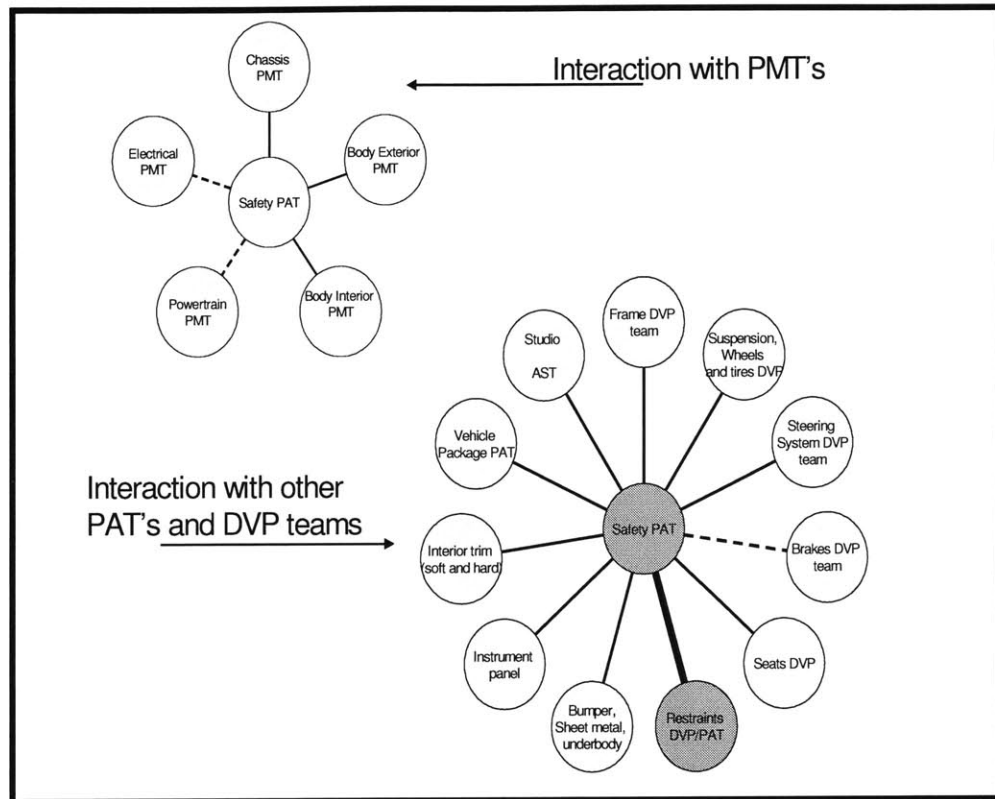 Interaction with PMT's
Chassis
PMT
Electrical
PMT
Body Exterior
PMT
Safety PAT
Powertrain
PMT
Body Interior
PMT
Interaction with other
PAT's and DVP teams
Frame DVP
team
Studio
AST
Suspension,
Wheels
and tires DVP
Vehicle
Package PAT
Steering
System DVP
team
Safety PAT
Interior trim
(soft and hard)
Brakes DVP
team
Instrument
panel
Seats DVP
Bumper,
Sheet metal,
underbody
Restraints
DVP/PAT